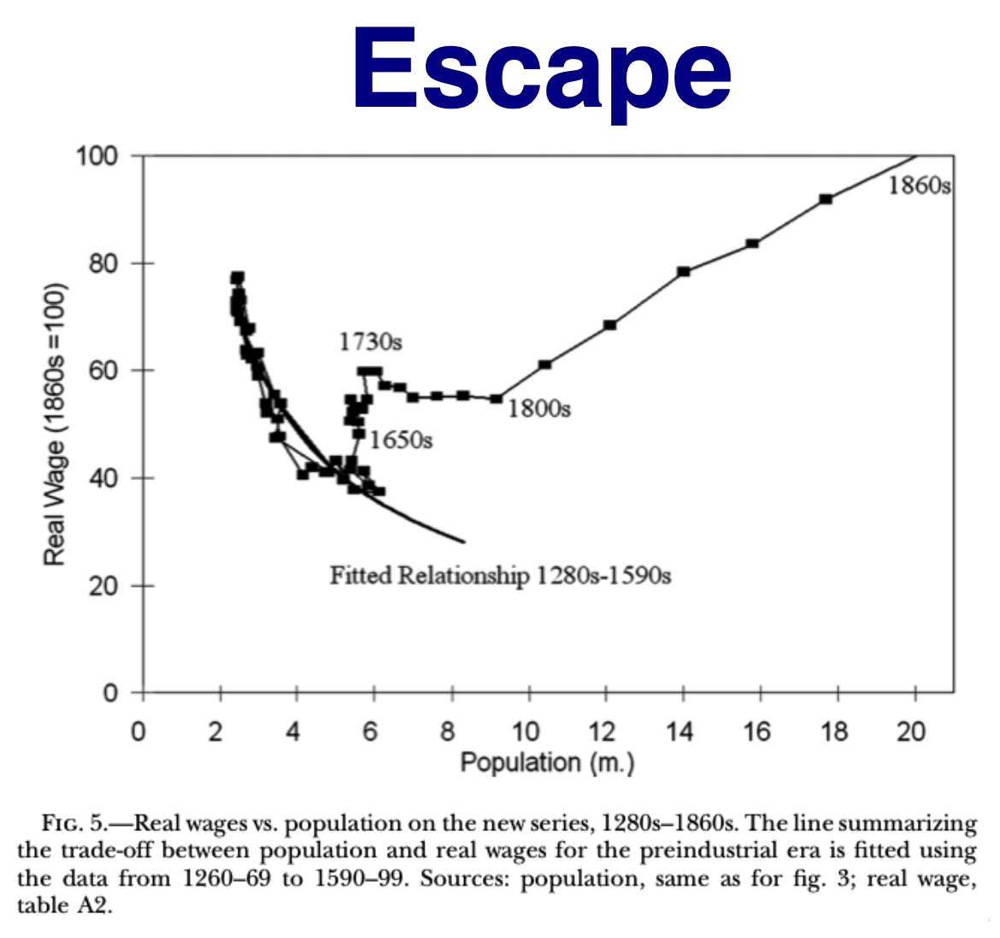 Escape
100
80
60
40
20
0
Real Wage (1860s =100)
1860s
1730s
1800s
1650s
Fitted Relationship 1280s-1590s
0 2 4 6 8 10 12 14 16 18 20
Population (m.)
FIG. 5.—Real wages vs. population on the new series, 1280s–1860s. The line summarizing
the trade-off between population and real wages for the preindustrial era is fitted using
the data from 1260–69 to 1590–99. Sources: population, same as for fig. 3; real wage,
table A2.